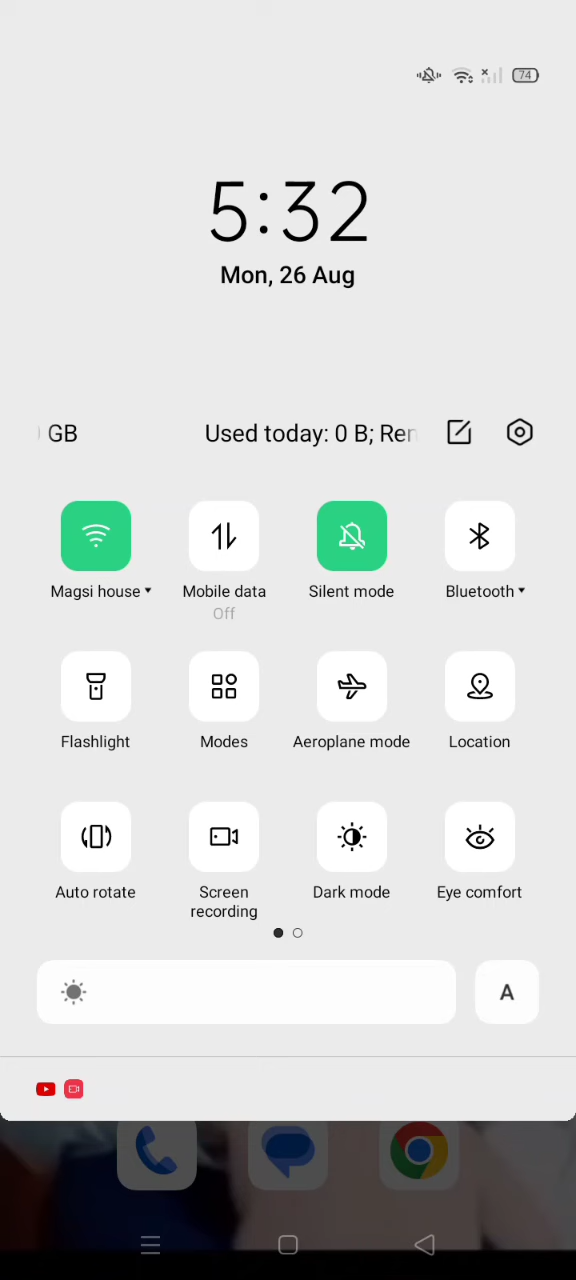 74
5:32
Mon, 26 Aug
GB Used today: 0 B;
Magsi house Mobile data Silent mode Bluetooth
Off
Flashlight Modes Aeroplane mode Location
Auto rotate Screen recording Dark mode Eye comfort
A